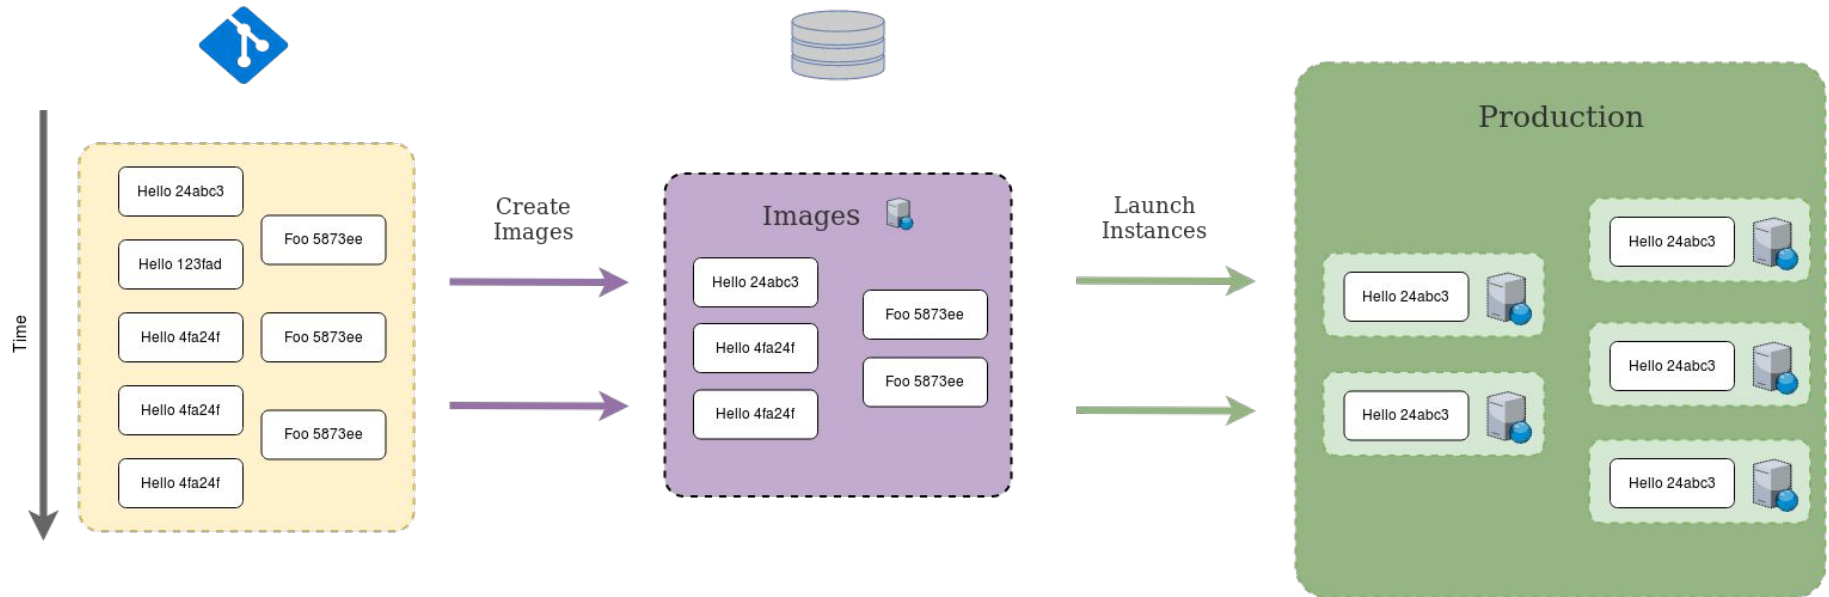 Time
Hello 24abc3
Foo 5873ee
Hello 123fad
Hello 4fa24f
Foo 5873ee
Hello 4fa24f
Foo 5873ee
Hello 4fa24f
Create
Images
Images
Hello 24abc3
Foo 5873ee
Hello 4fa24f
Foo 5873ee
Hello 4fa24f
Launch
Instances
Production
Hello 24abc3
Hello 24abc3
Hello 24abc3
Hello 24abc3
Hello 24abc3